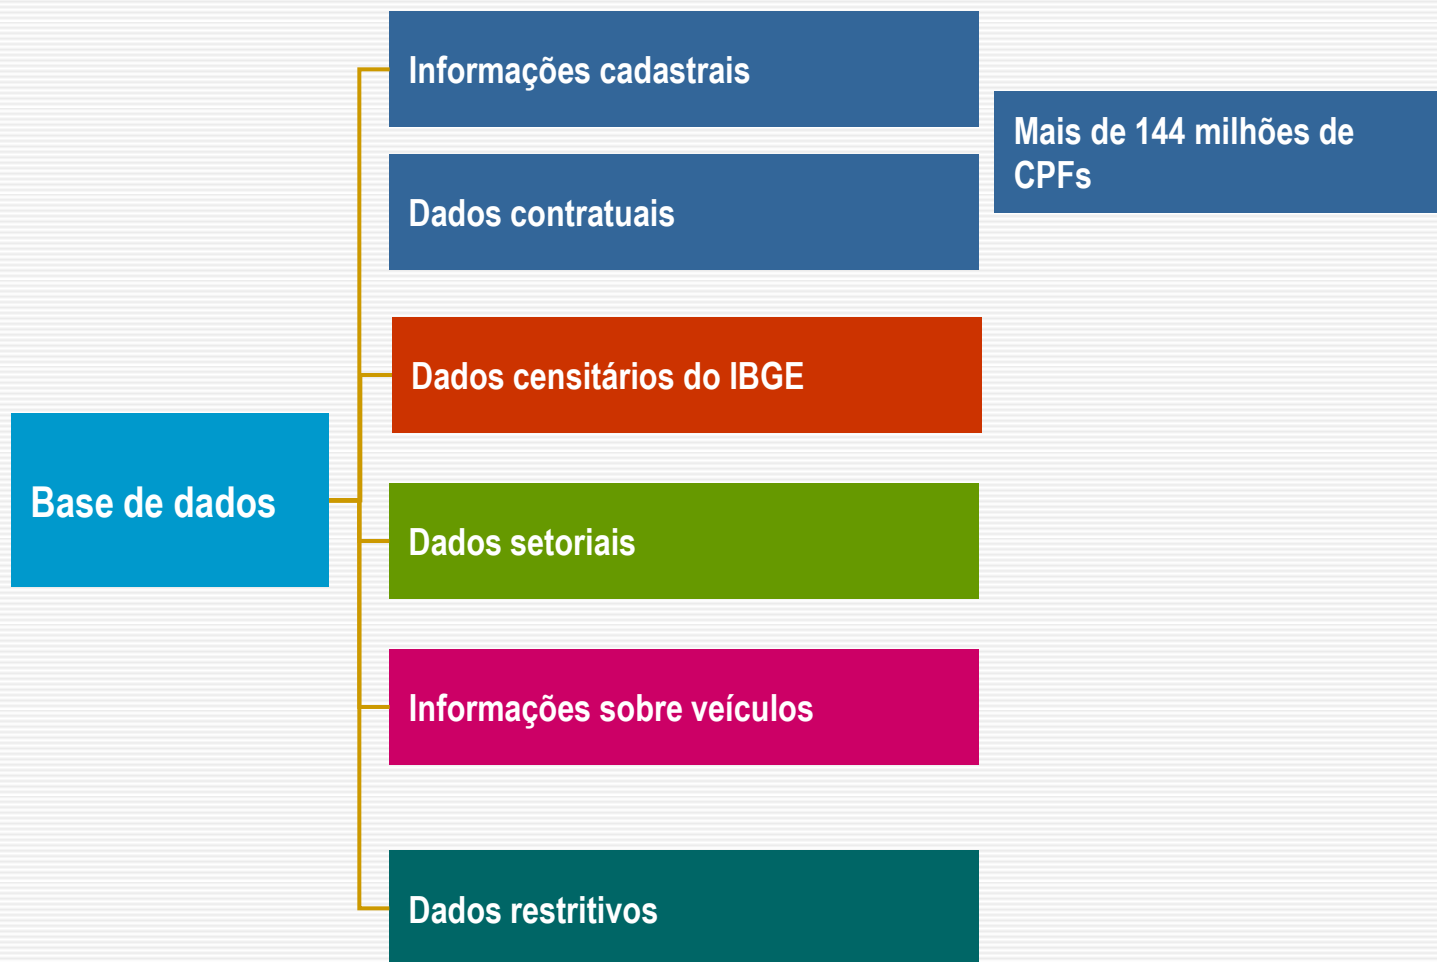 Informações cadastrais
Mais de 144 milhões de
CPFs
Dados contratuais
Dados censitários do IBGE
Base de dados
Dados setoriais
Informações sobre veículos
Dados restritivos